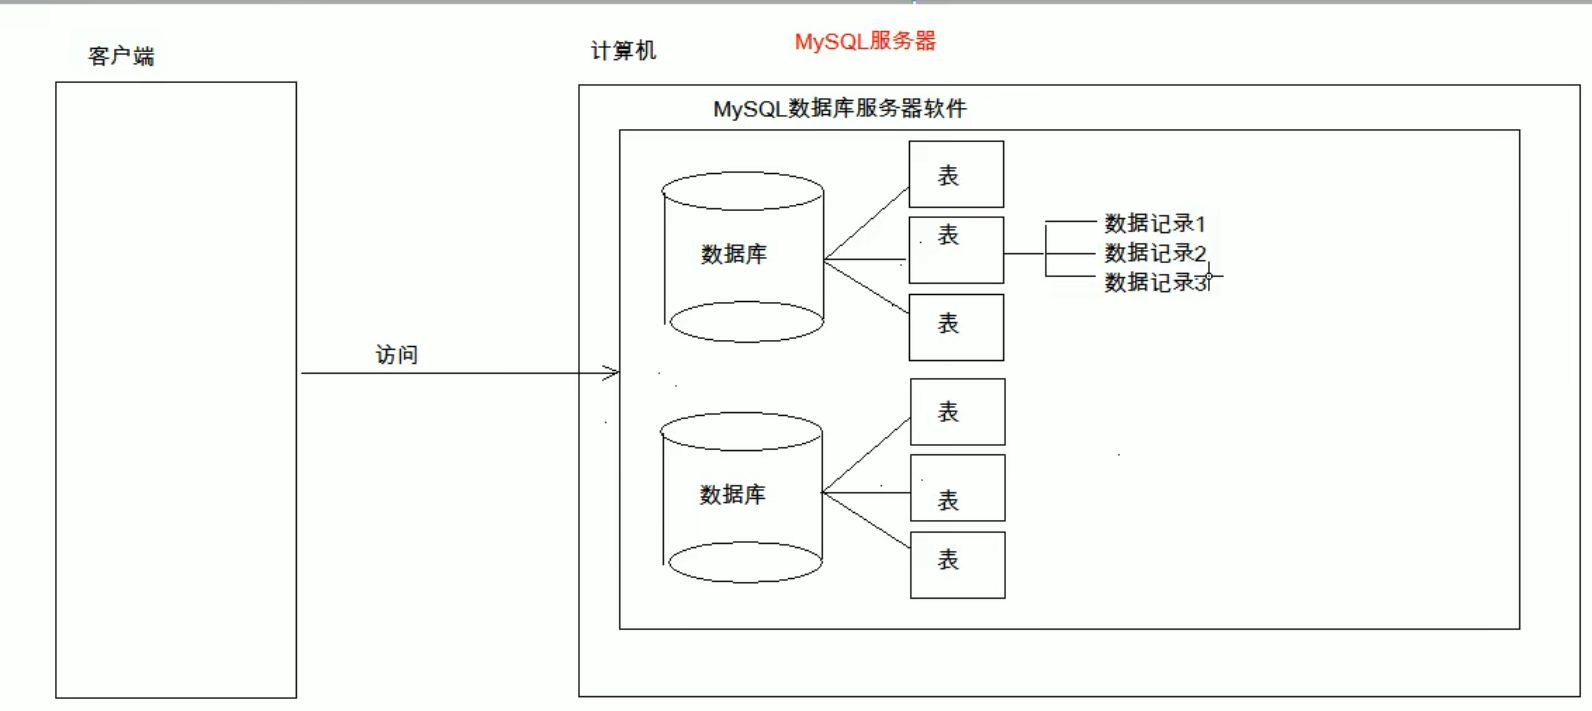 客户端
计算机
MySQL服务器
MySQL数据库服务器软件
访问
数据库
表
表
表
数据记录1
数据记录2
数据记录3
数据库
表
表
表